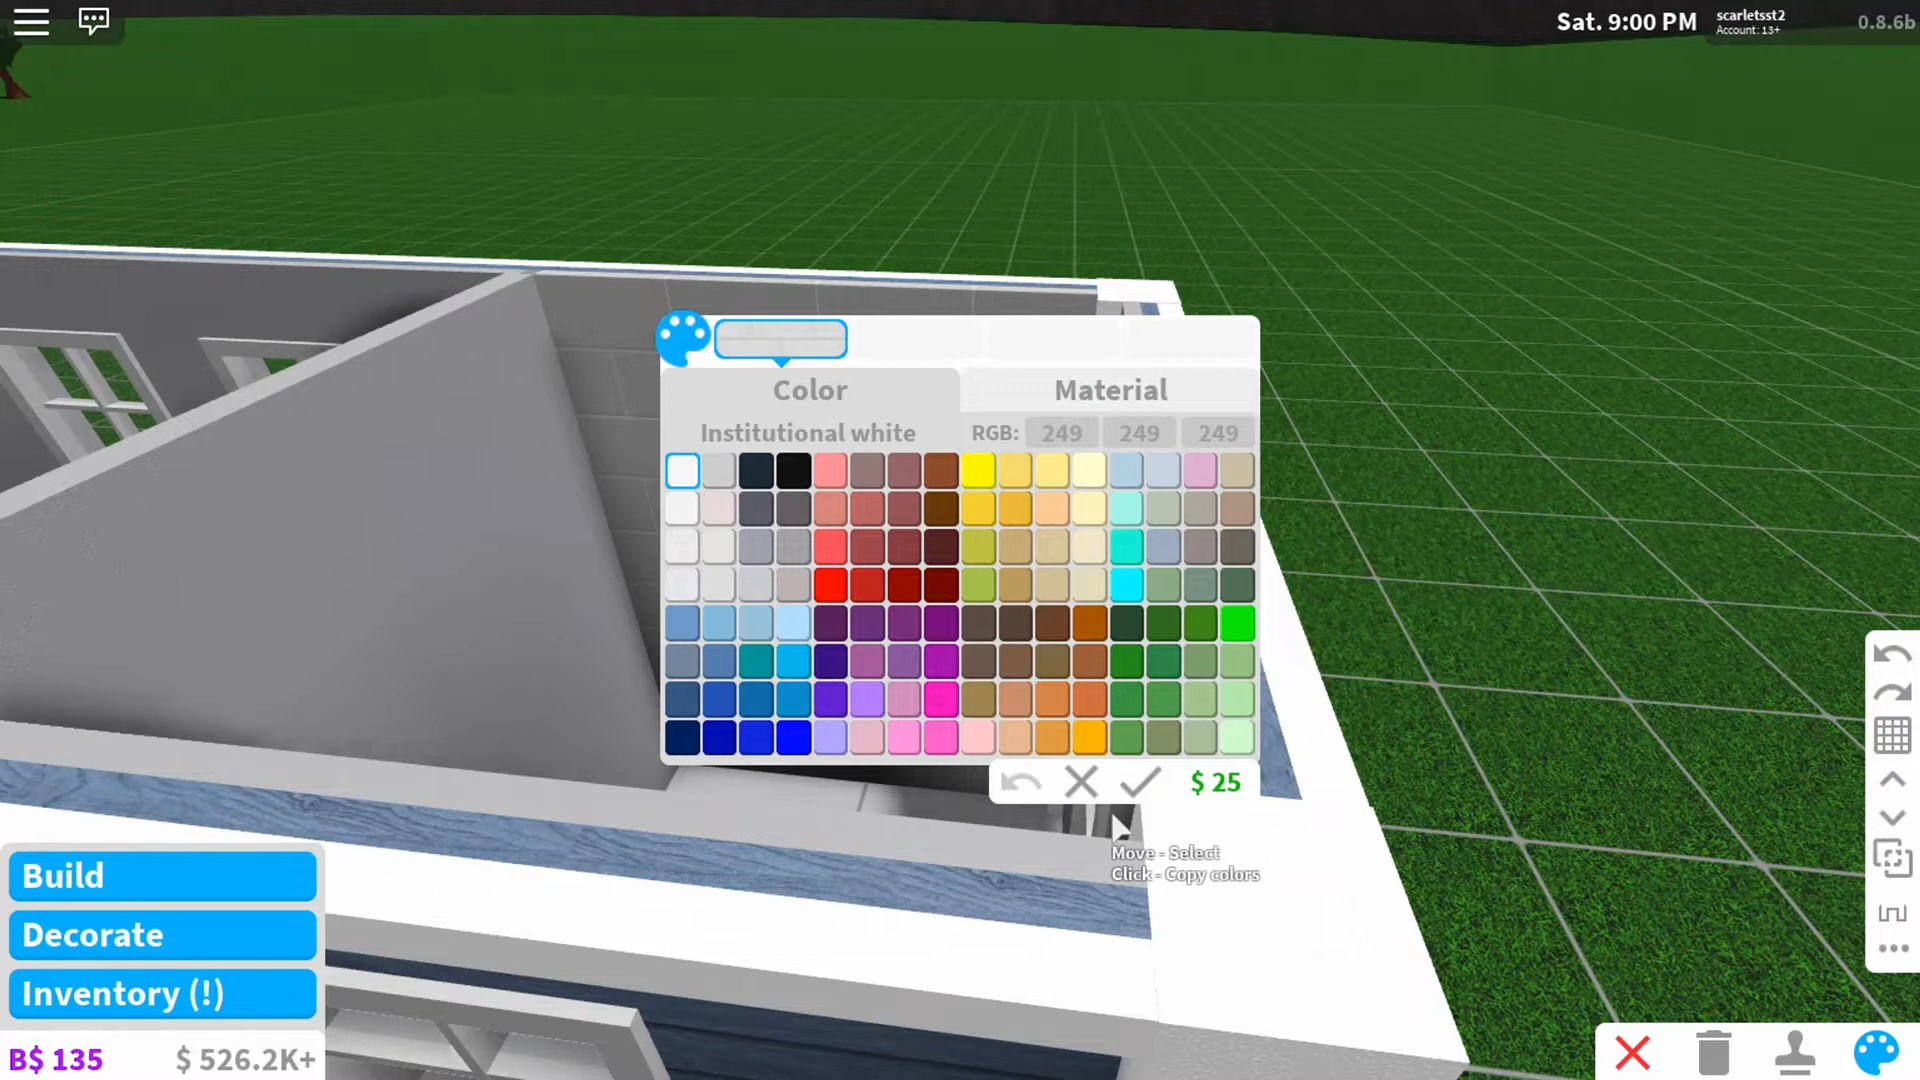 Sat. 9:00 PM
scarletsst2
Account: 13+
0.8.6b
Color
Material
Institutional white
RGB: 249 249 249
$ 25
Move - Select
Click - Copy colors
Build
Decorate
Inventory (!)
B$ 135
$ 526.2K+